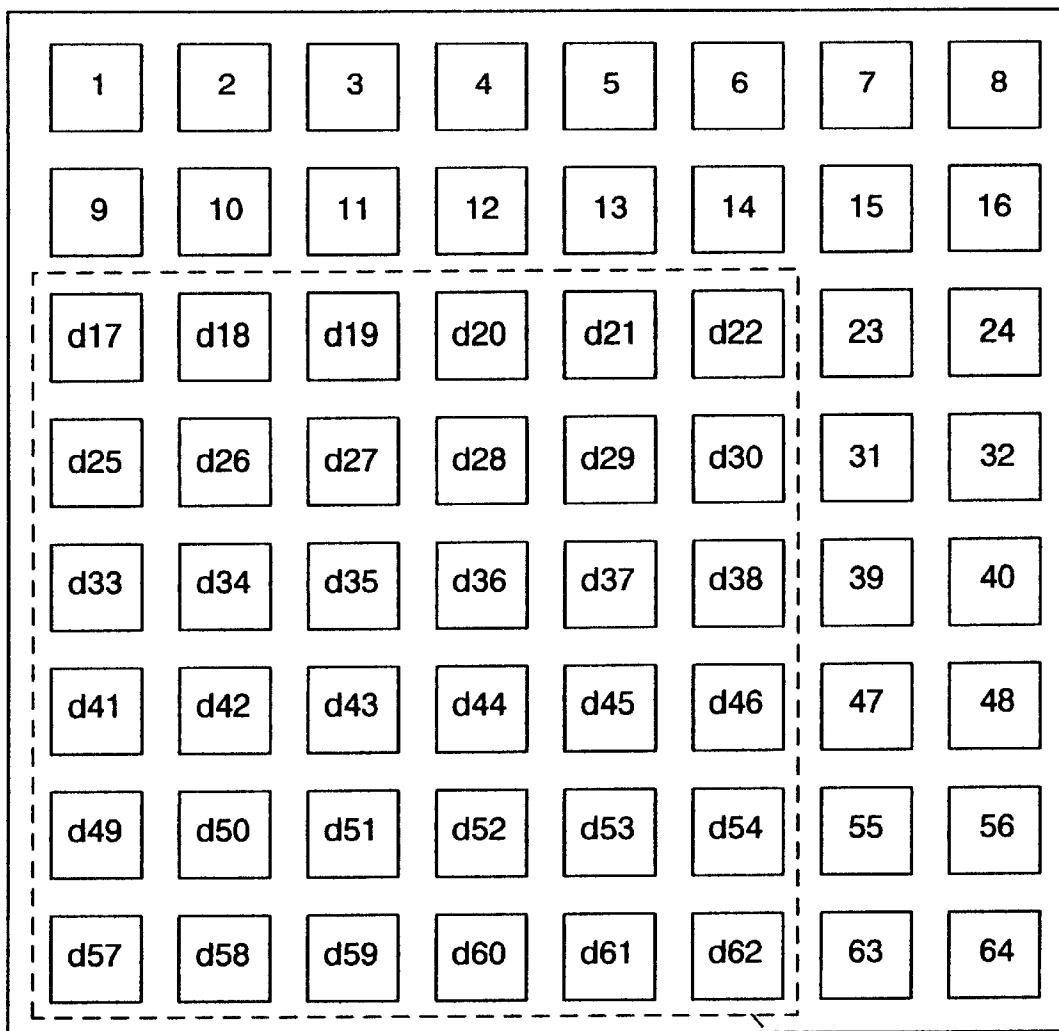 1 2 3 4 5 6 7 8
9 10 11 12 13 14 15 16
d17 d18 d19 d20 d21 d22 23 24
d25 d26 d27 d28 d29 d30 31 32
d33 d34 d35 d36 d37 d38 39 40
d41 d42 d43 d44 d45 d46 47 48
d49 d50 d51 d52 d53 d54 55 56
d57 d58 d59 d60 d61 d62 63 64